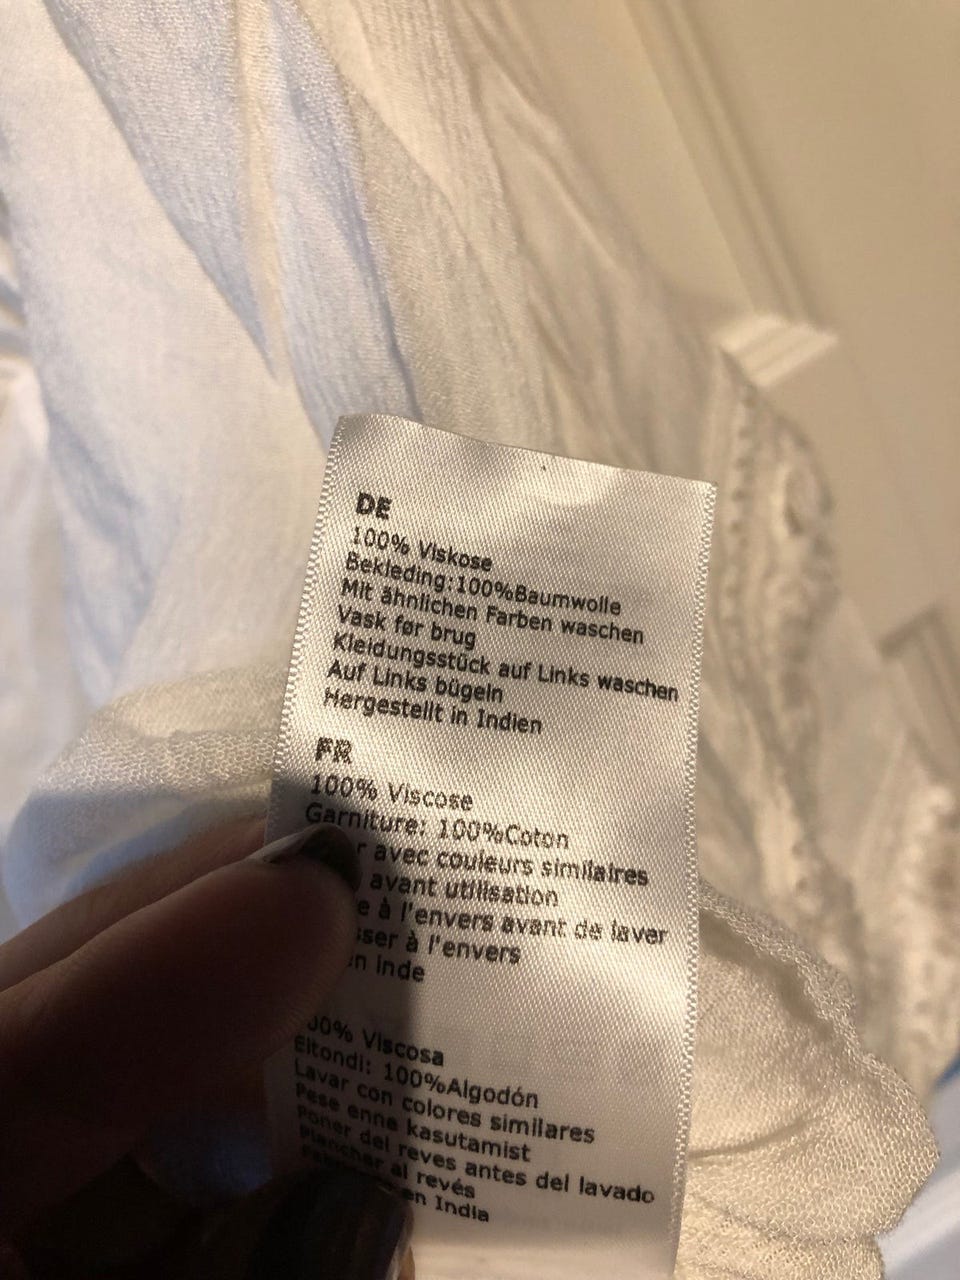 DE
100% Viskose
Bekleding:100%Baumwolle
Mit ähnlichen Farben waschen
Vask før brug
Kleidungsstück auf Links waschen
Auf Links bügeln
Hergestellt in Indien
FR
100% Viscose
Garniture: 100%Coton
avec couleurs similaires
avant utilisation
à l'envers avant de laver
à l'envers
Inde
Viscosa
Eltondi: 100%Algodón
Lavar con colores similares
Pese enne kasutamist
Poner del reves antes del lavado
Planchar al revés
en India